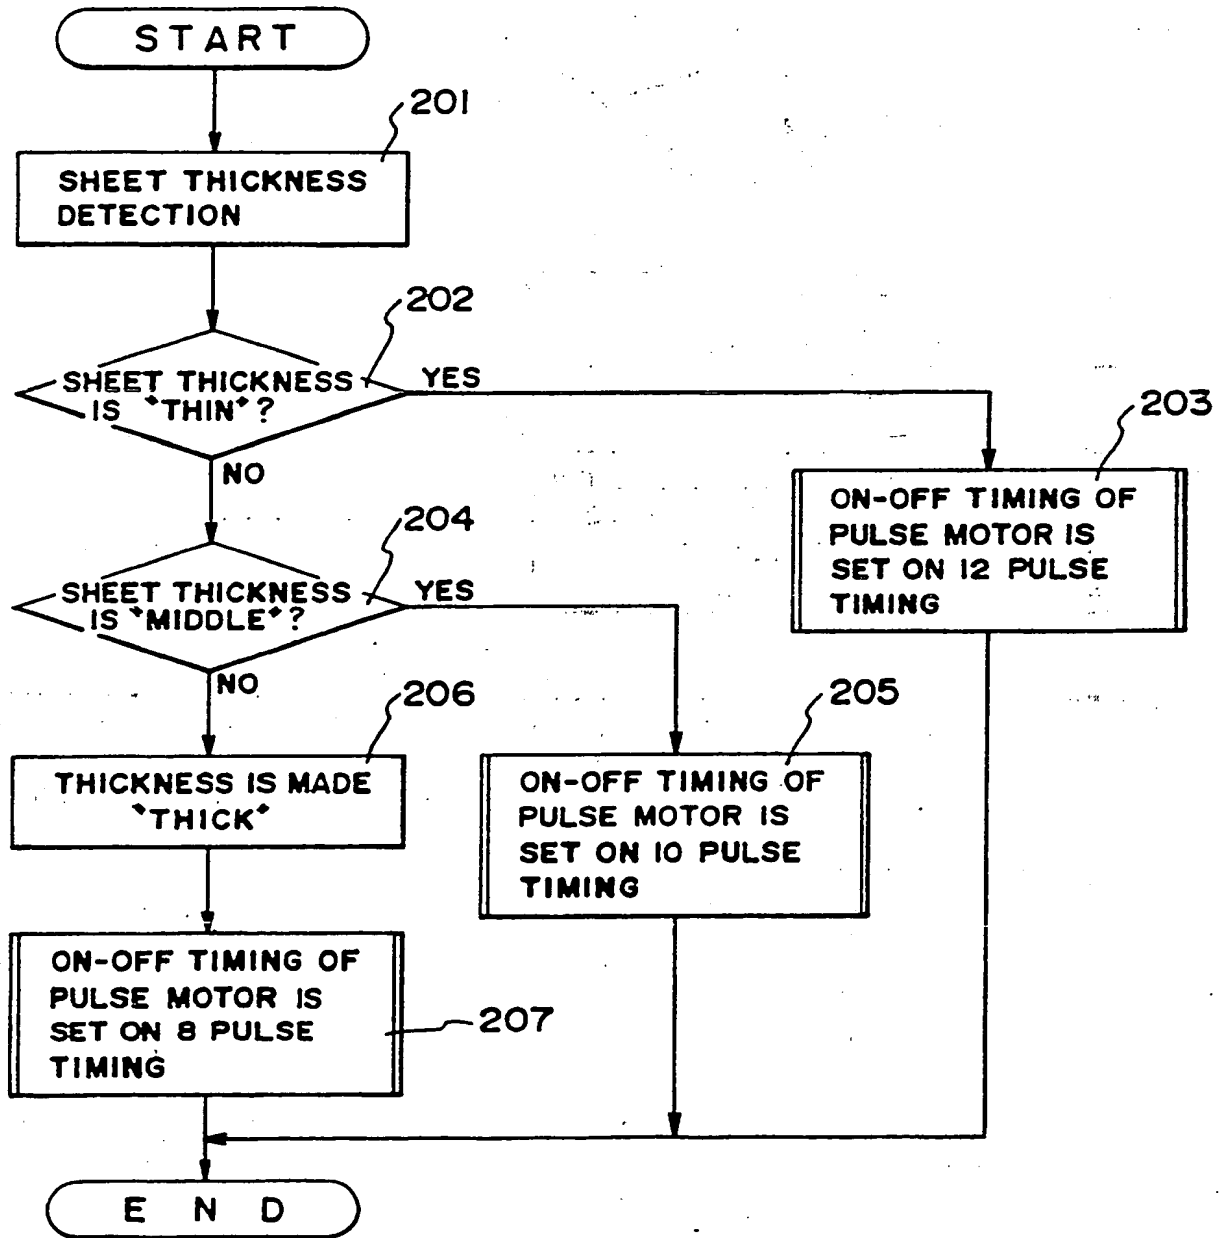 START
201
SHEET THICKNESS
DETECTION
202
SHEET THICKNESS
IS "THIN"?
YES
NO
203
ON-OFF TIMING OF
PULSE MOTOR IS
SET ON 12 PULSE
TIMING
204
SHEET THICKNESS
IS "MIDDLE"?
YES
NO
205
ON-OFF TIMING OF
PULSE MOTOR IS
SET ON 10 PULSE
TIMING
206
THICKNESS IS MADE
"THICK"
ON-OFF TIMING OF
PULSE MOTOR IS
SET ON 8 PULSE
TIMING
207
END